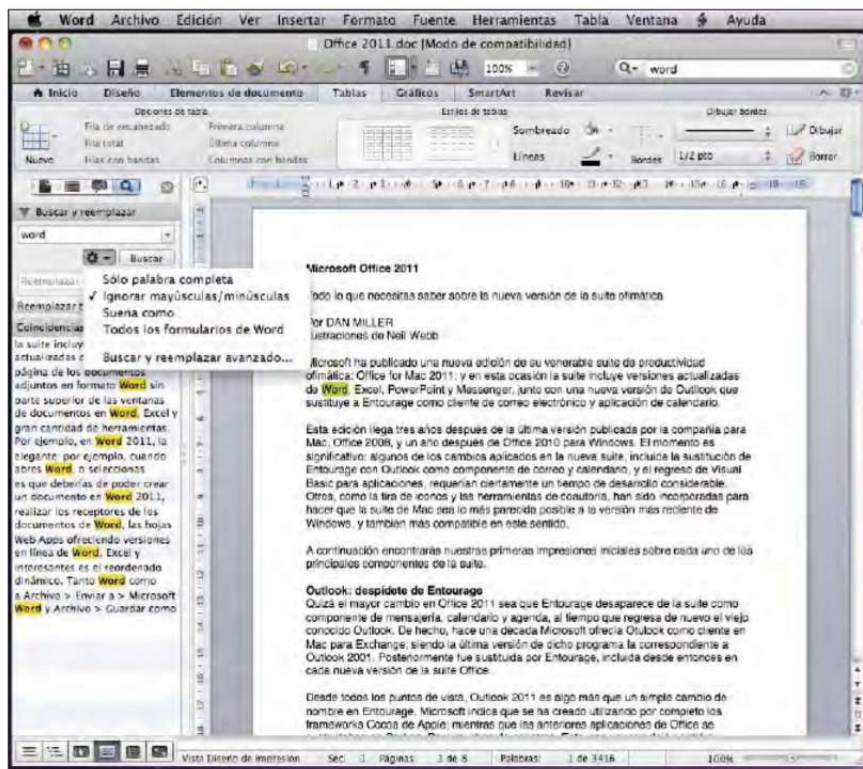 Word Archivo Edición Ver Insertar Formato Fuente Herramientas Tabla Ventana Ayuda
Office 2011.doc [Modo de compatibilidad]
100%
word
Inicio Diseño Elementos de documento Tablas Gráficos SmartArt Revisar
Opciones de tabla Estilos de tablas Dibujar bordes
Fila de encabezado Primera columna
Fila total Última columna
Filas con bandas Columnas con bandas
Nuevo
Sombreado
Líneas
Bordes
1/2 pto
Dibujar
Borrar
Buscar y reemplazar
word
Buscar
Sólo palabra completa
✓ Ignorar mayúsculas/minúsculas
Suena como
Todos los formularios de Word
Buscar y reemplazar avanzado...
Coincidencias
la suite incluy
actualizadas
página de los documentos
adjuntos en formato Word sin
parte superior de las ventanas
de documentos en Word, Excel y
gran cantidad de herramientas.
Por ejemplo, en Word 2011, la
elegante: por ejemplo, cuando
abres Word, o seleccionas
es que deberías de poder crear
un documento en Word 2011,
realizar los receptores de los
documentos de Word, las hojas
Web Apps ofreciendo versiones
en línea de Word, Excel y
interesantes es el reordenado
dinámico. Tanto Word como
a Archivo > Enviar a > Microsoft
Word y Archivo > Guardar como
Microsoft Office 2011
Todo lo que necesitas saber sobre la nueva versión de la suite ofimática
Por DAN MILLER
Ilustraciones de Neil Webb
Microsoft ha publicado una nueva edición de su venerable suite de productividad
ofimática: Office for Mac 2011; y en esta ocasión la suite incluye versiones actualizadas
de Word, Excel, PowerPoint y Messenger, junto con una nueva versión de Outlook que
sustituye a Entourage como cliente de correo electrónico y aplicación de calendario.
Esta edición llega tres años después de la última versión publicada por la compañía para
Mac, Office 2008, y un año después de Office 2010 para Windows. El momento es
significativo: algunos de los cambios aplicados en la nueva suite, incluida la sustitución de
Entourage con Outlook como componente de correo y calendario, y el regreso de Visual
Basic para aplicaciones, requerían ciertamente un tiempo de desarrollo considerable.
Otros, como la tira de iconos y las herramientas de coautoría, han sido incorporadas para
hacer que la suite de Mac sea lo más parecida posible a la versión más reciente de
Windows, y también más compatible en este sentido.
A continuación encontrarás nuestras primeras impresiones iniciales sobre cada uno de los
principales componentes de la suite.
Outlook: despídete de Entourage
Quizá el mayor cambio en Office 2011 sea que Entourage desaparece de la suite como
componente de mensajería, calendario y agenda, al tiempo que regresa de nuevo el viejo
conocido Outlook. De hecho, hace una década Microsoft ofrecía Otulook como cliente en
Mac para Exchange; siendo la última versión de dicho programa la correspondiente a
Outlook 2001. Posteriormente fue sustituida por Entourage, incluida desde entonces en
cada nueva versión de la suite Office.
Desde todos los puntos de vista, Outlook 2011 es algo más que un simple cambio de
nombre en Entourage. Microsoft indica que se ha creado utilizando por completo los
frameworks Cocoa de Apple; mientras que las anteriores aplicaciones de Office se
Vista Diseño de impresión Sec 1 Páginas: 1 de 8 Palabras: 1 de 3416 100%